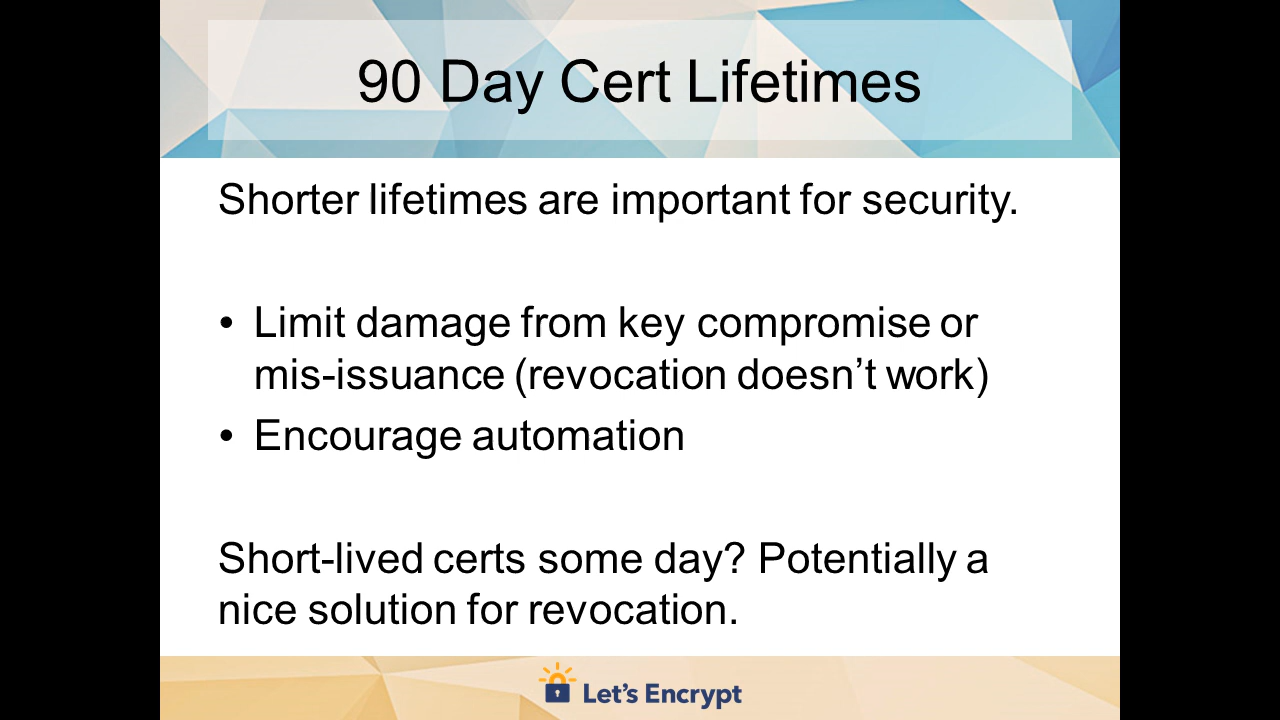 90 Day Cert Lifetimes
Shorter lifetimes are important for security.
• Limit damage from key compromise or
mis-issuance (revocation doesn’t work)
• Encourage automation
Short-lived certs some day? Potentially a
nice solution for revocation.
Let’s Encrypt